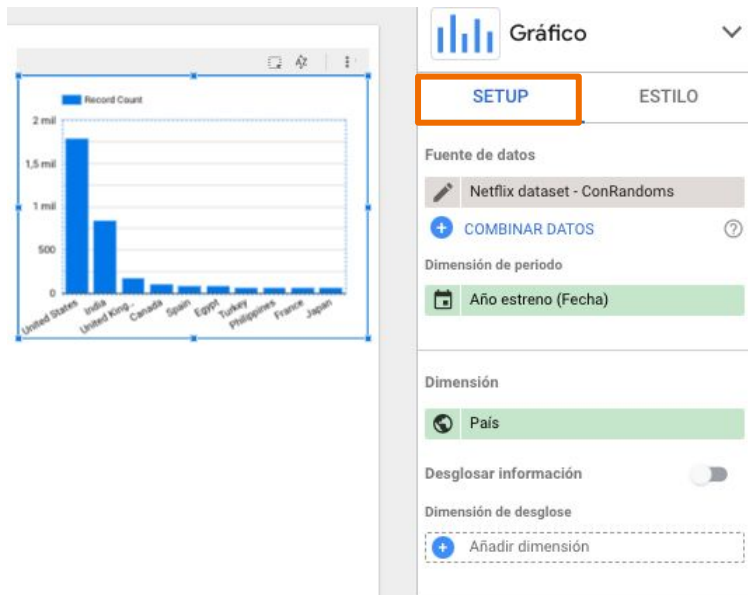 Gráfico
SETUP
ESTILO
Record Count
2 mil
1,5 mil
1 mil
500
0
United States
India
United King..
Canada
Spain
Egypt
Turkey
Philippines
France
Japan
Fuente de datos
Netflix dataset - ConRandoms
COMBINAR DATOS
Dimensión de periodo
Año estreno (Fecha)
Dimensión
País
Desglosar información
Dimensión de desglose
Añadir dimensión